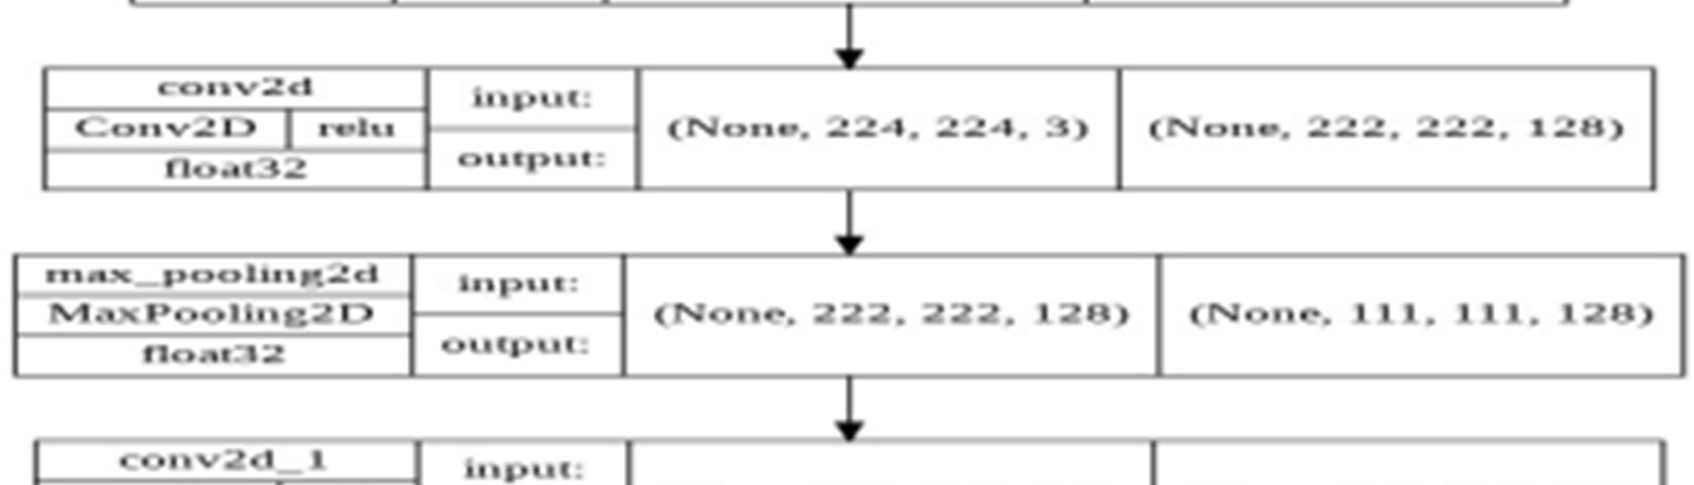 conv2d
Conv2D relu
float32
input:
output:
(None, 224, 224, 3)
(None, 222, 222, 128)
max_pooling2d
MaxPooling2D
float32
input:
output:
(None, 222, 222, 128)
(None, 111, 111, 128)
conv2d_1
input: